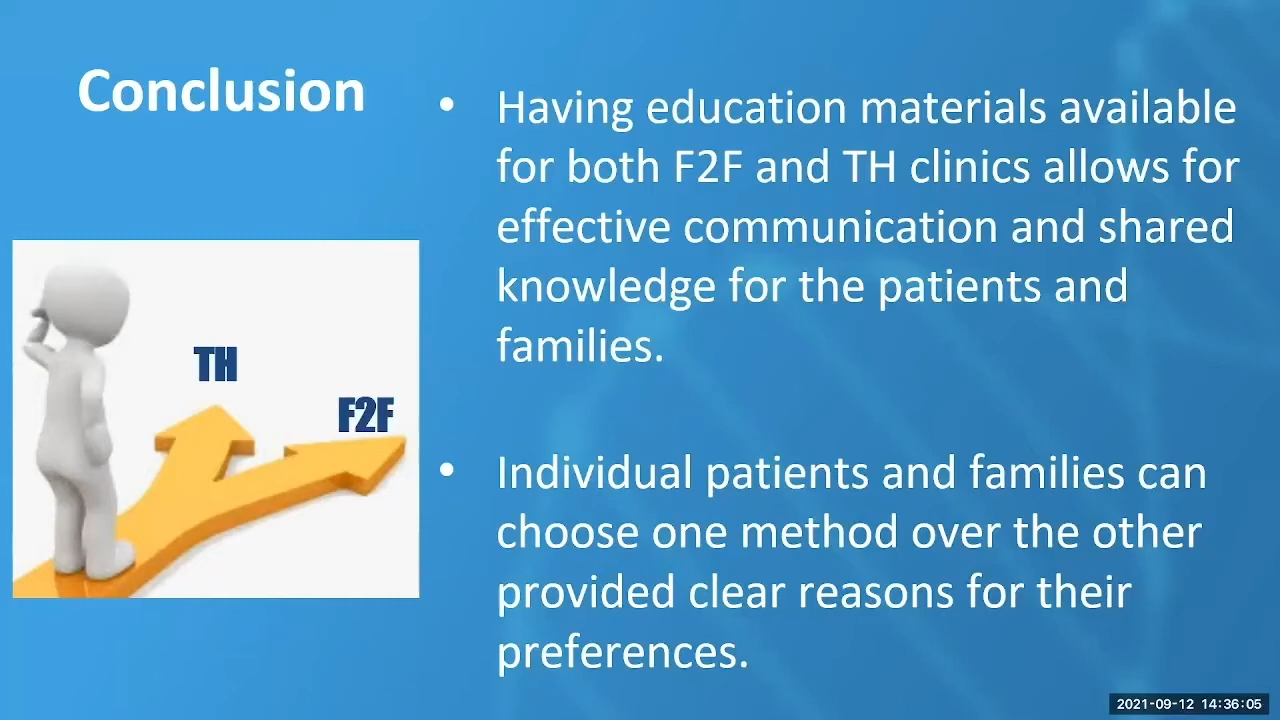 Conclusion
• Having education materials available
for both F2F and TH clinics allows for
effective communication and shared
knowledge for the patients and
families.
TH
F2F
• Individual patients and families can
choose one method over the other
provided clear reasons for their
preferences.
2021-09-12 14:36:05